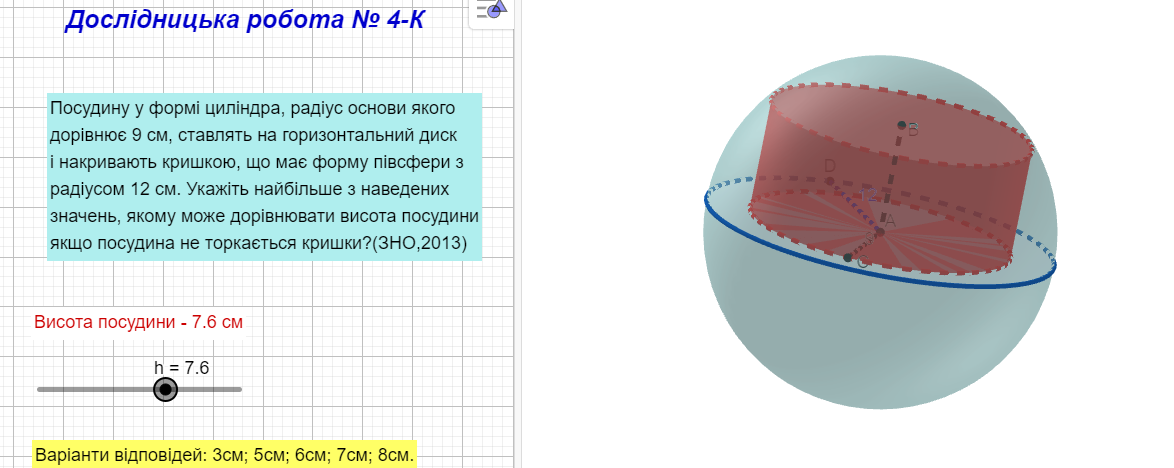 Дослідницька робота № 4-К
Посудину у формі циліндра, радіус основи якого
дорівнює 9 см, ставлять на горизонтальний диск
і накривають кришкою, що має форму півсфери з
радіусом 12 см. Укажіть найбільше з наведених
значень, якому може дорівнювати висота посудини
якщо посудина не торкається кришки?(ЗНО,2013)
Висота посудини - 7.6 см
h = 7.6
Варіанти відповідей: 3см; 5см; 6см; 7см; 8см.
B
D
12
A
C